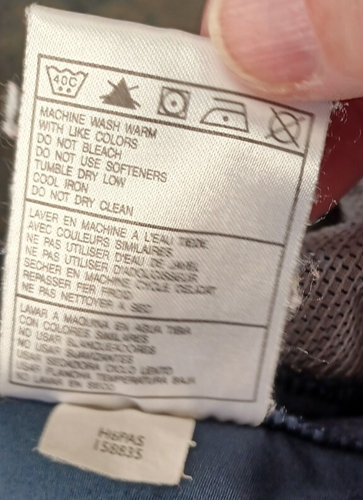 40C
MACHINE WASH WARM
WITH LIKE COLORS
DO NOT BLEACH
DO NOT USE SOFTENERS
TUMBLE DRY LOW
COOL IRON
DO NOT DRY CLEAN
LAVER EN MACHINE A L'EAU TIEDE
AVEC COULEURS SIMILAIRES
NE PAS UTILISER D'EAU DE JAVEL
NE PAS UTILISER D'ADOUCISSEUR
SECHER EN MACHINE CYCLE DELICAT
REPASSER FER FROID
NE PAS NETTOYER A SEC
LAVAR A MAQUINA EN AGUA TIBIA
CON COLORES SIMILARES
NO USAR BLANQUEADORES
NO USAR SUAVIZANTES
USAR SECADORA CICLO LENTO
USAR PLANCHA TEMPERATURA BAJA
NO LAVAR EN SECO
158635